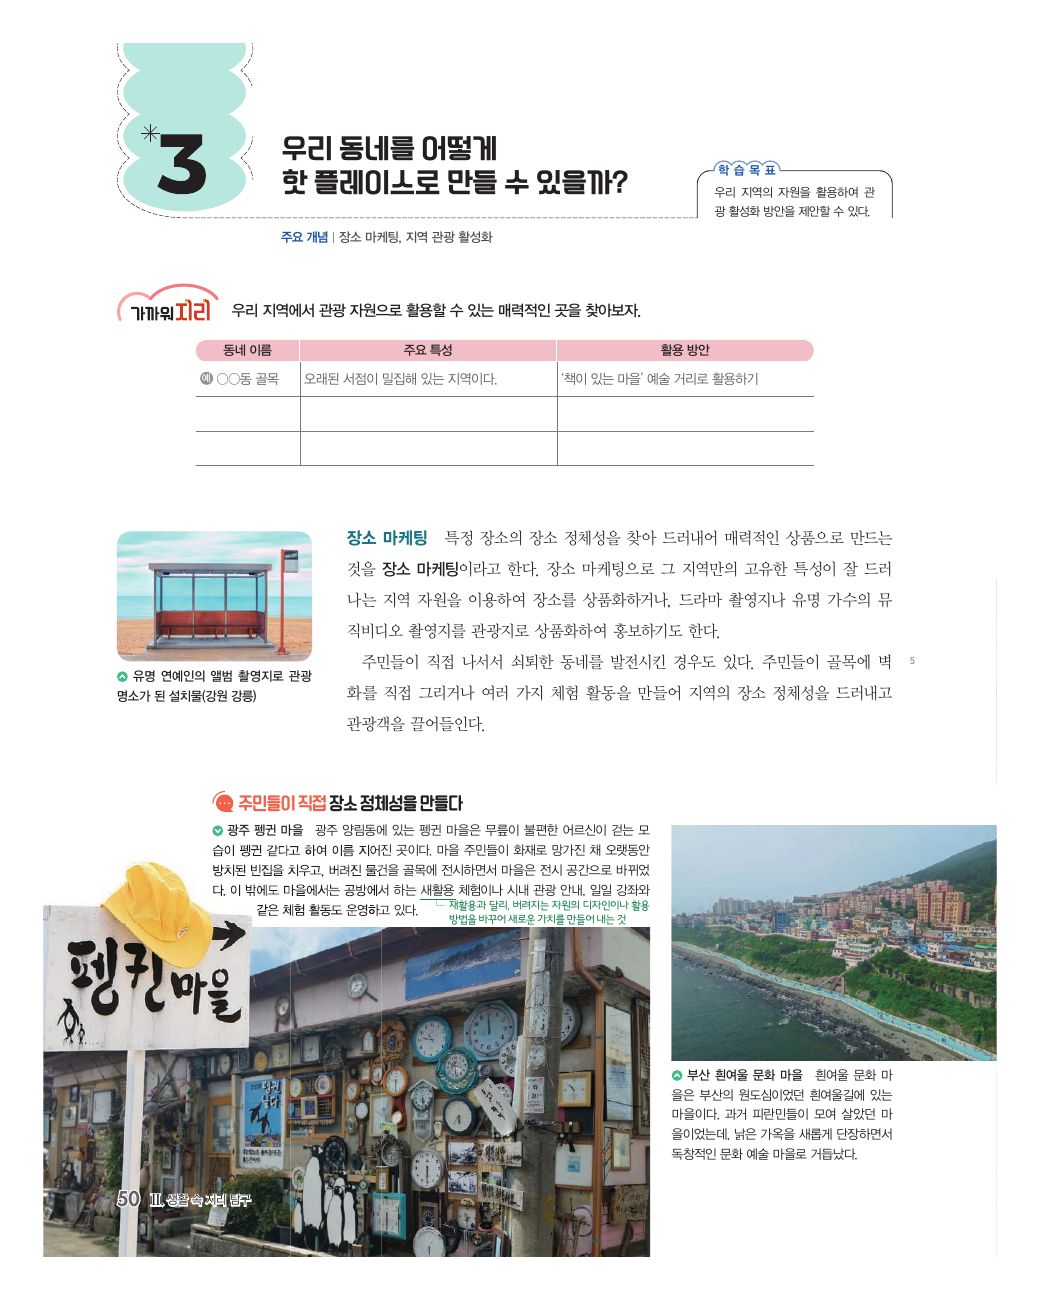 3
우리 동네를 어떻게
핫 플레이스로 만들 수 있을까?
학습 목표
우리 지역의 자원을 활용하여 관
광 활성화 방안을 제안할 수 있다.
주요 개념 | 장소 마케팅, 지역 관광 활성화
가까워지리 우리 지역에서 관광 자원으로 활용할 수 있는 매력적인 곳을 찾아보자.
동네 이름 주요 특성 활용 방안
예 ○○동 골목 오래된 서점이 밀집해 있는 지역이다. ‘책이 있는 마을’ 예술 거리로 활용하기
장소 마케팅 특정 장소의 장소 정체성을 찾아 드러내어 매력적인 상품으로 만드는
것을 장소 마케팅이라고 한다. 장소 마케팅으로 그 지역만의 고유한 특성이 잘 드러
나는 지역 자원을 이용하여 장소를 상품화하거나, 드라마 촬영지나 유명 가수의 뮤
직비디오 촬영지를 관광지로 상품화하여 홍보하기도 한다.
주민들이 직접 나서서 쇠퇴한 동네를 발전시킨 경우도 있다. 주민들이 골목에 벽
5
화를 직접 그리거나 여러 가지 체험 활동을 만들어 지역의 장소 정체성을 드러내고
관광객을 끌어들인다.
유명 연예인의 앨범 촬영지로 관광
명소가 된 설치물(강원 강릉)
주민들이 직접 장소 정체성을 만들다
광주 펭귄 마을 광주 양림동에 있는 펭귄 마을은 무릎이 불편한 어르신이 걷는 모
습이 펭귄 같다고 하여 이름 지어진 곳이다. 마을 주민들이 화재로 망가진 채 오랫동안
방치된 빈집을 치우고, 버려진 물건을 골목에 전시하면서 마을은 전시 공간으로 바뀌었
다. 이 밖에도 마을에서는 공방에서 하는 새활용 체험이나 시내 관광 안내, 일일 강좌와
같은 체험 활동도 운영하고 있다.
재활용과 달리, 버려지는 자원의 디자인이나 활용
방법을 바꾸어 새로운 가치를 만들어 내는 것
펭귄마을
부산 흰여울 문화 마을 흰여울 문화 마
을은 부산의 원도심이었던 흰여울길에 있는
마을이다. 과거 피란민들이 모여 살았던 마
을이었는데, 낡은 가옥을 새롭게 단장하면서
독창적인 문화 예술 마을로 거듭났다.
50 Ⅱ. 생활 속 지리 탐구